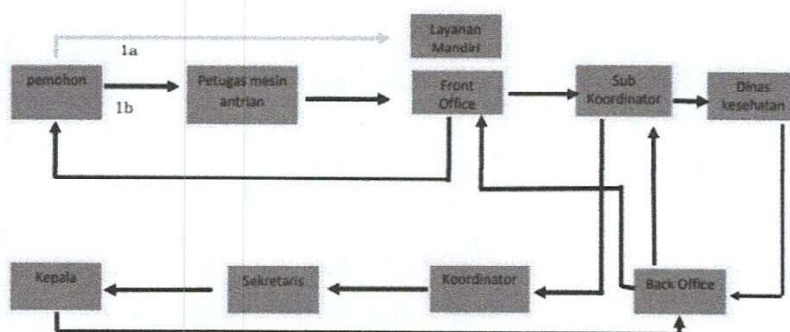 Layanan
Mandiri
1a
pemohon
1b
Petugas mesin
antrian
Front
Office
Sub
Koordinator
Dinas
kesehatan
Kepala
Sekretaris
Koordinator
Back Office